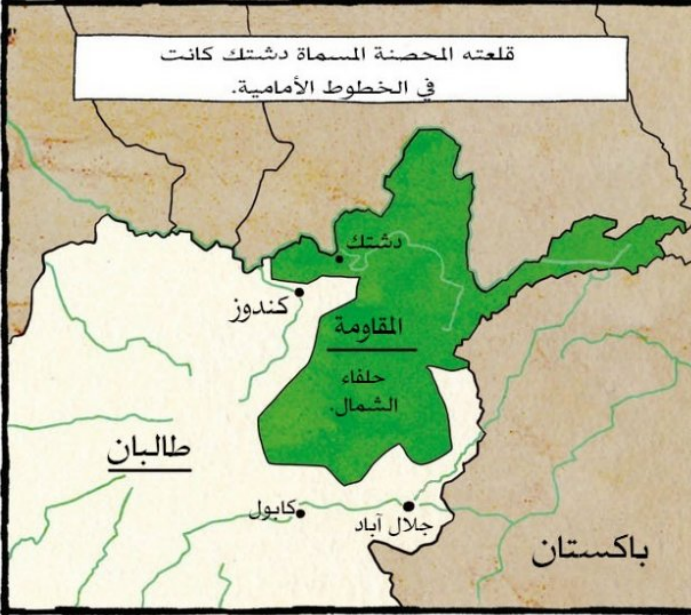 قلعته المحصنة المسماة دشتك كانت
في الخطوط الأمامية.
دشتك
كندوز
المقاومة
حلفاء
الشمال.
طالبان
كابول
جلال آباد
باكستان